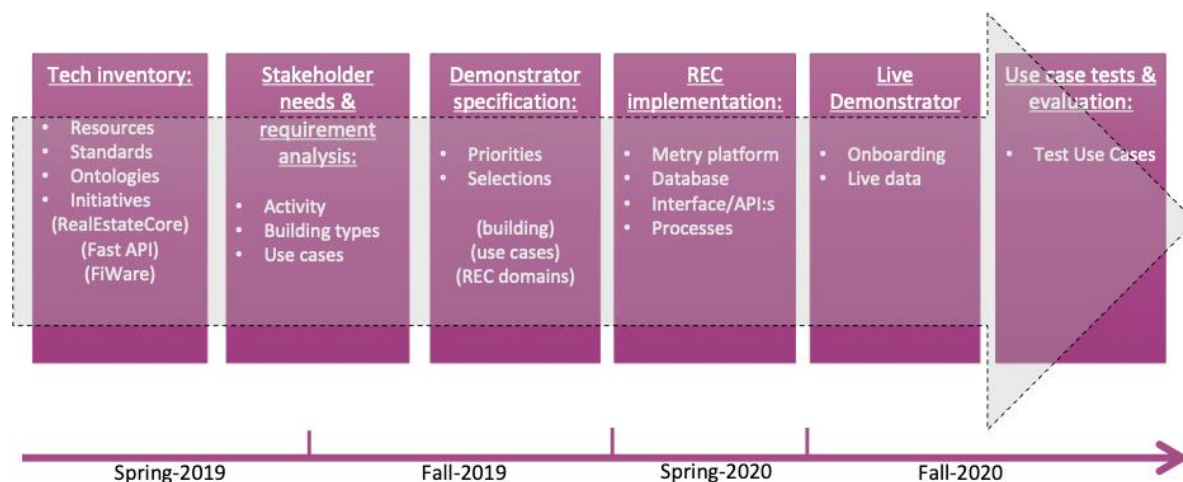 Tech inventory:
• Resources
• Standards
• Ontologies
• Initiatives
(RealEstateCore)
(Fast API)
(FiWare)
Stakeholder
needs &
requirement
analysis:
• Activity
• Building types
• Use cases
Demonstrator
specification:
• Priorities
• Selections
(building)
(use cases)
(REC domains)
REC
implementation:
• Metry platform
• Database
• Interface/API:s
• Processes
Live
Demonstrator
• Onboarding
• Live data
Use case tests &
evaluation:
• Test Use Cases
Spring-2019
Fall-2019
Spring-2020
Fall-2020